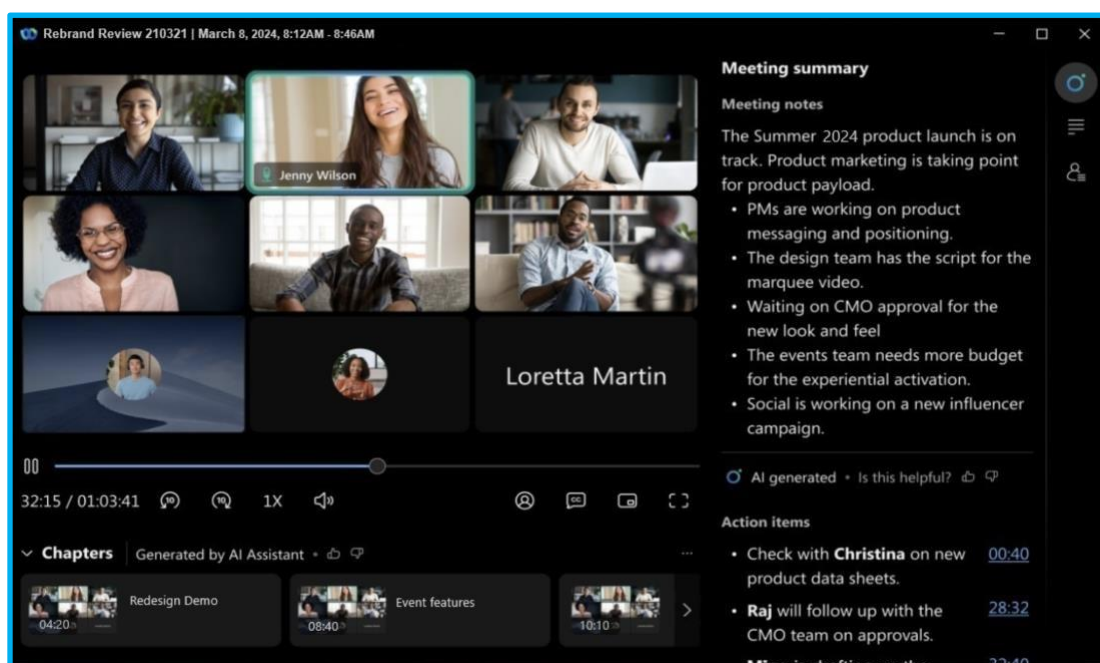 Rebrand Review 210321 | March 8, 2024, 8:12AM - 8:46AM
Jenny Wilson
Loretta Martin
32:15 / 01:03:41
10
10
1X
CC
Chapters
Generated by AI Assistant
Redesign Demo
04:20
Event features
08:40
10:10
Meeting summary
Meeting notes
The Summer 2024 product launch is on
track. Product marketing is taking point
for product payload.
• PMs are working on product
messaging and positioning.
• The design team has the script for the
marquee video.
• Waiting on CMO approval for the
new look and feel
• The events team needs more budget
for the experiential activation.
• Social is working on a new influencer
campaign.
AI generated • Is this helpful?
Action items
• Check with Christina on new 00:40
product data sheets.
• Raj will follow up with the 28:32
CMO team on approvals.